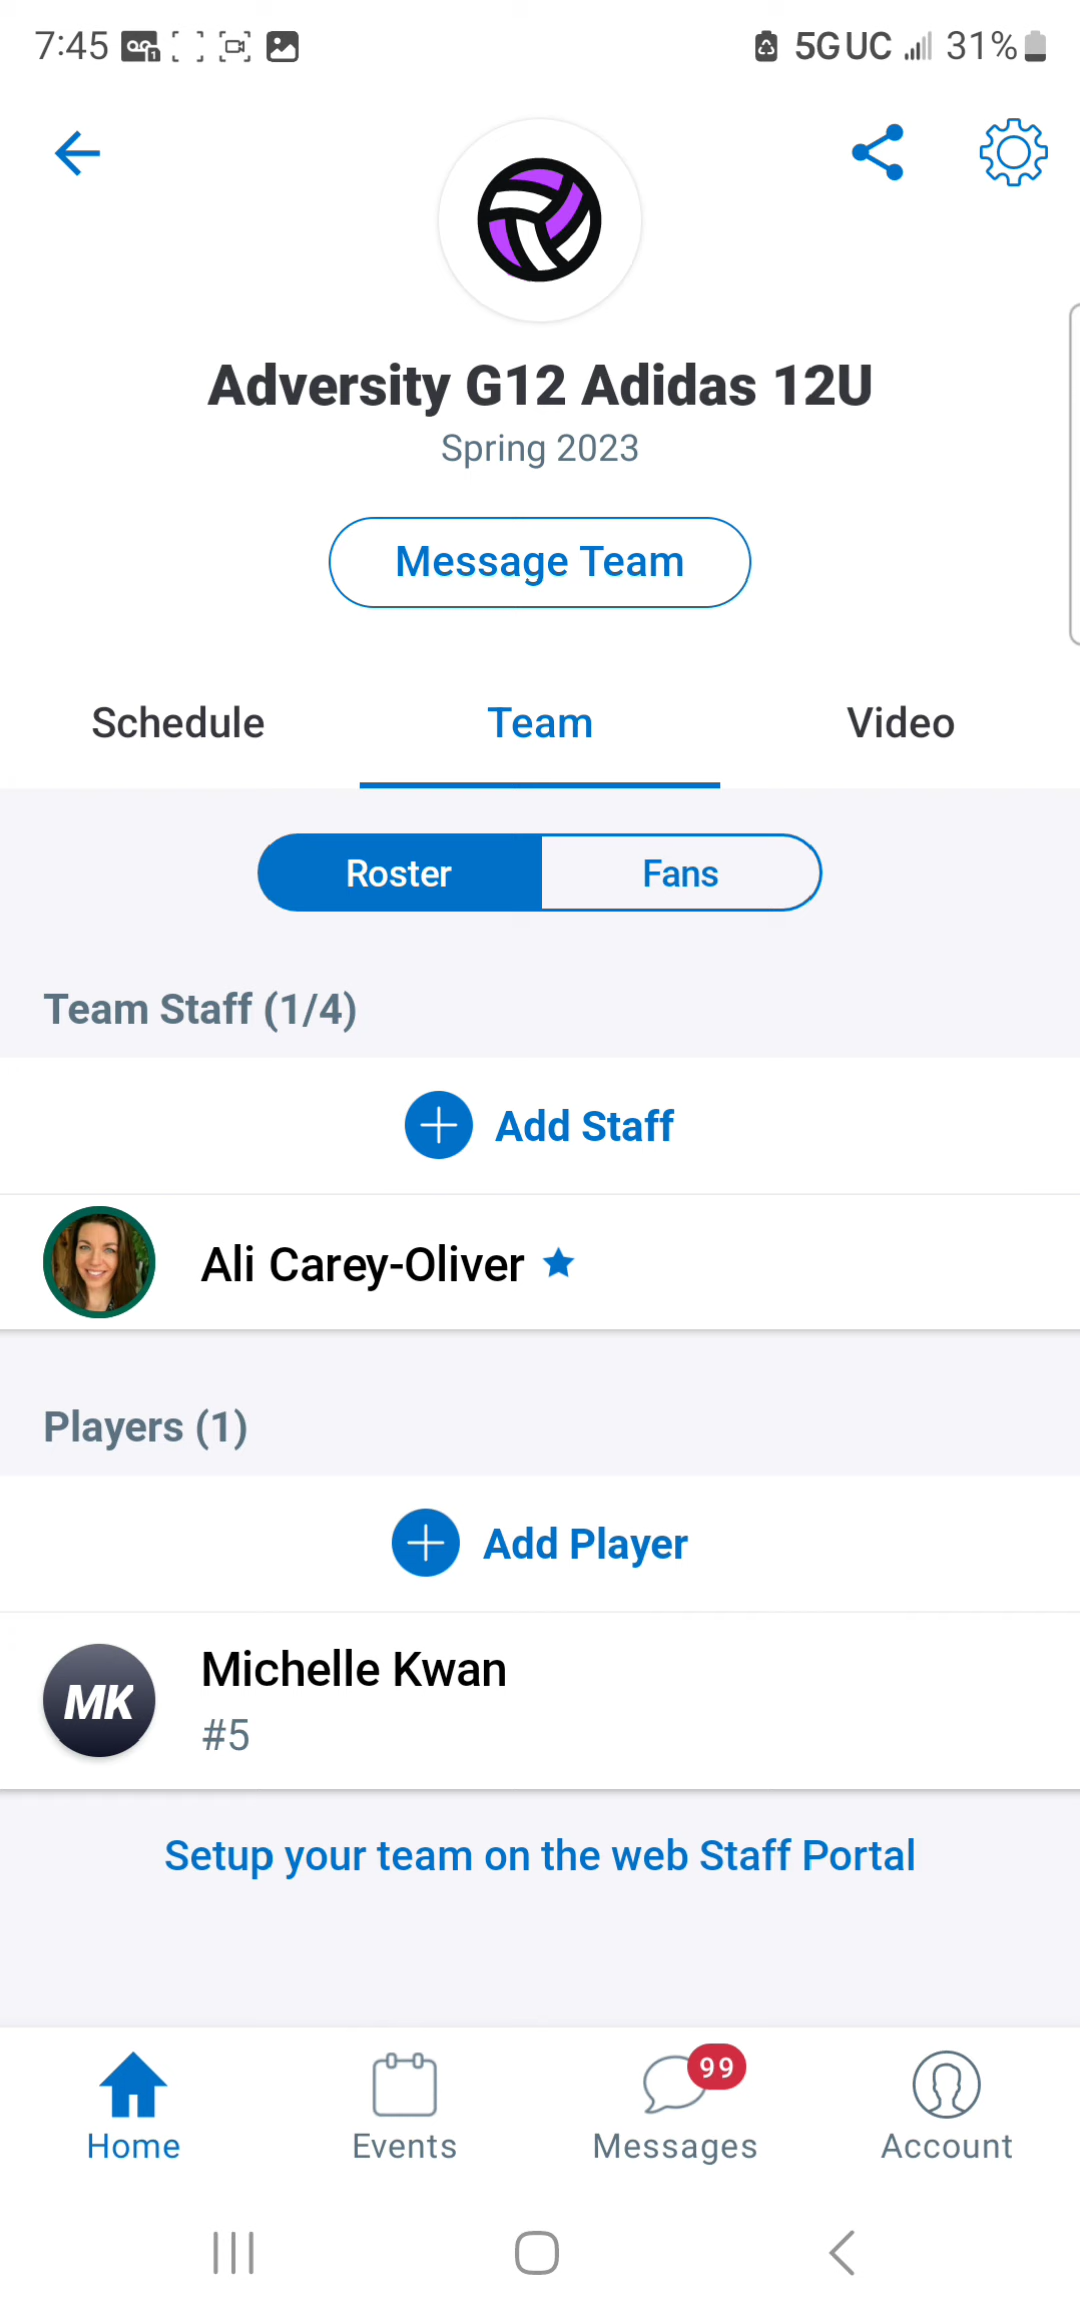 7:45
5G UC 31%
Adversity G12 Adidas 12U
Spring 2023
Message Team
Schedule Team Video
Roster Fans
Team Staff (1/4)
Add Staff
Ali Carey-Oliver
Players (1)
Add Player
MK
Michelle Kwan
#5
Setup your team on the web Staff Portal
99
Home Events Messages Account